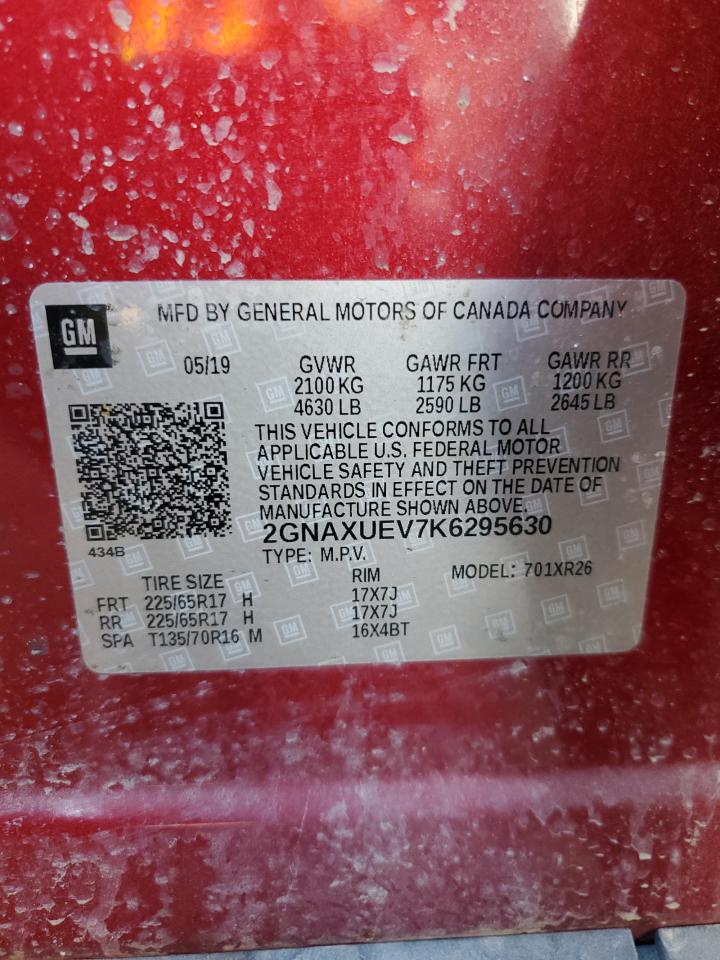 GM
MFD BY GENERAL MOTORS OF CANADA COMPANY
05/19 GVWR GAWR FRT GAWR RR
2100 KG 1175 KG 1200 KG
4630 LB 2590 LB 2645 LB
THIS VEHICLE CONFORMS TO ALL
APPLICABLE U.S. FEDERAL MOTOR
VEHICLE SAFETY AND THEFT PREVENTION
STANDARDS IN EFFECT ON THE DATE OF
MANUFACTURE SHOWN ABOVE.
2GNAXUEV7K6295630
434B
TYPE: M.P.V.
TIRE SIZE RIM MODEL: 701XR26
FRT 225/65R17 H 17X7J
RR 225/65R17 H 17X7J
SPA T135/70R16 M 16X4BT